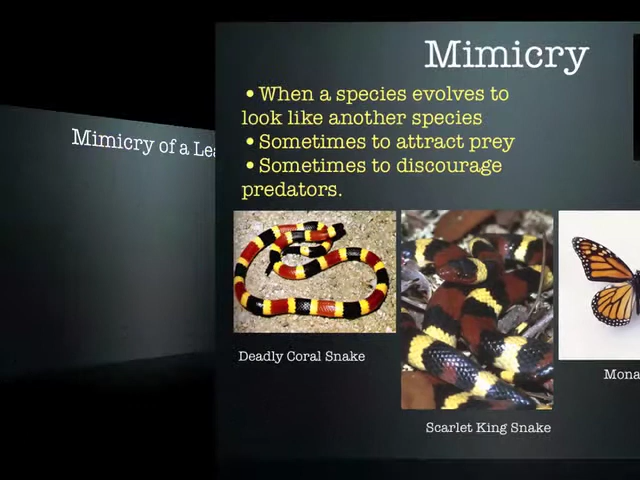 Mimicry of a Lea
Mimicry
•When a species evolves to
look like another species
•Sometimes to attract prey
•Sometimes to discourage
predators.
Deadly Coral Snake
Mona
Scarlet King Snake